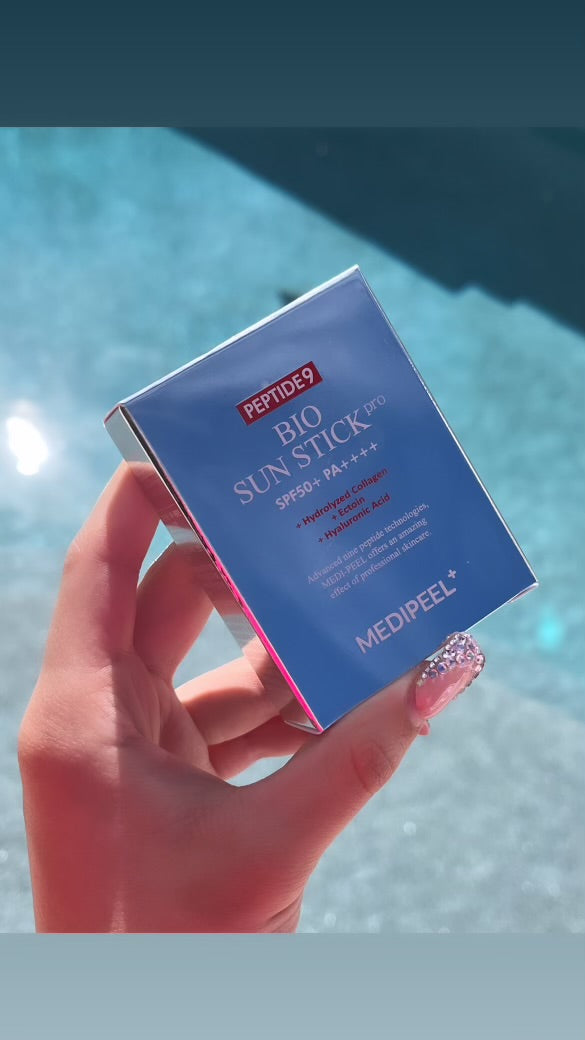 PEPTIDE9
BIO
SUN STICK pro
SPF50+ PA++++
+ Hydrolyzed Collagen
+ Ectoin
+ Hyaluronic Acid
Advanced nine peptide technologies,
MEDI-PEEL offers an amazing
effect of professional skincare.
MEDIPEEL+